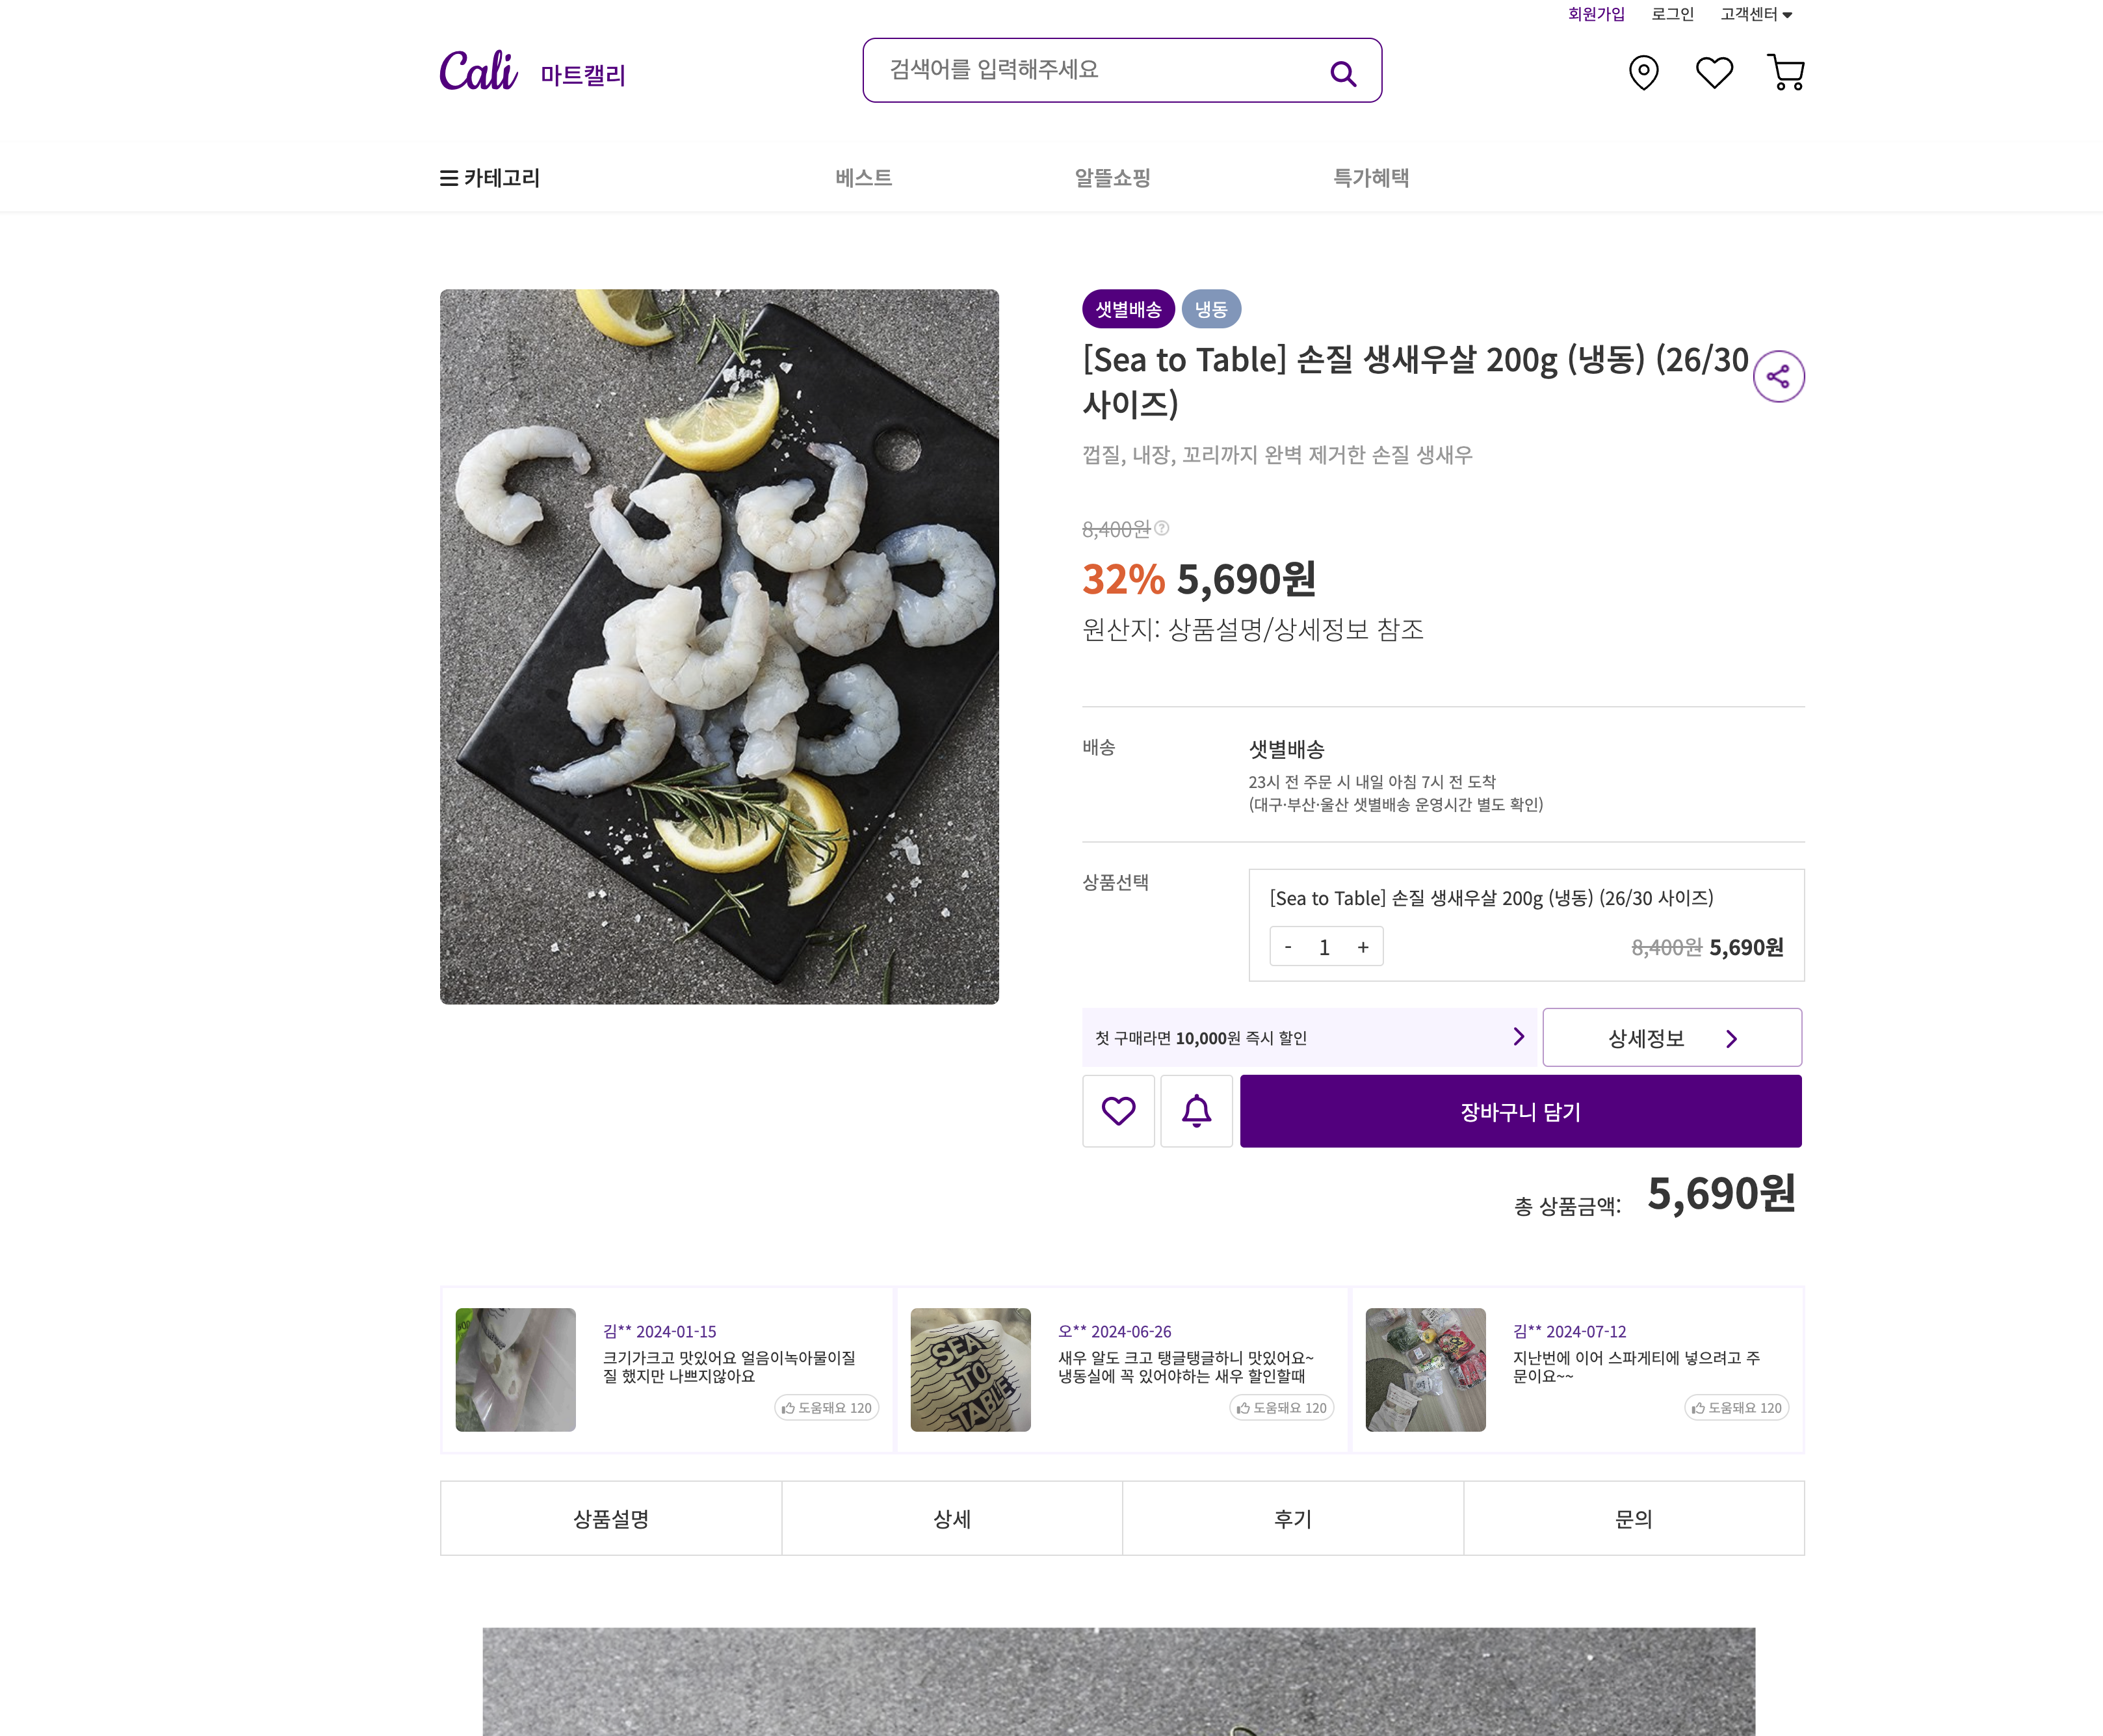 회원가입 로그인 고객센터
Cali 마트캘리
검색어를 입력해주세요
카테고리 베스트 알뜰쇼핑 특가혜택
샛별배송 냉동
[Sea to Table] 손질 생새우살 200g (냉동) (26/30
사이즈)
껍질, 내장, 꼬리까지 완벽 제거한 손질 생새우
8,400원 ?
32% 5,690원
원산지: 상품설명/상세정보 참조
배송 샛별배송
23시 전 주문 시 내일 아침 7시 전 도착
(대구·부산·울산 샛별배송 운영시간 별도 확인)
상품선택
[Sea to Table] 손질 생새우살 200g (냉동) (26/30 사이즈)
- 1 + 8,400원 5,690원
첫 구매라면 10,000원 즉시 할인
상세정보
장바구니 담기
총 상품금액: 5,690원
김** 2024-01-15
크기가크고 맛있어요 얼음이녹아물이질
질 했지만 나쁘지않아요
도움돼요 120
SEA
TO
TABLE
오** 2024-06-26
새우 알도 크고 탱글탱글하니 맛있어요~
냉동실에 꼭 있어야하는 새우 할인할때
도움돼요 120
김** 2024-07-12
지난번에 이어 스파게티에 넣으려고 주
문이요~~
도움돼요 120
상품설명 상세 후기 문의